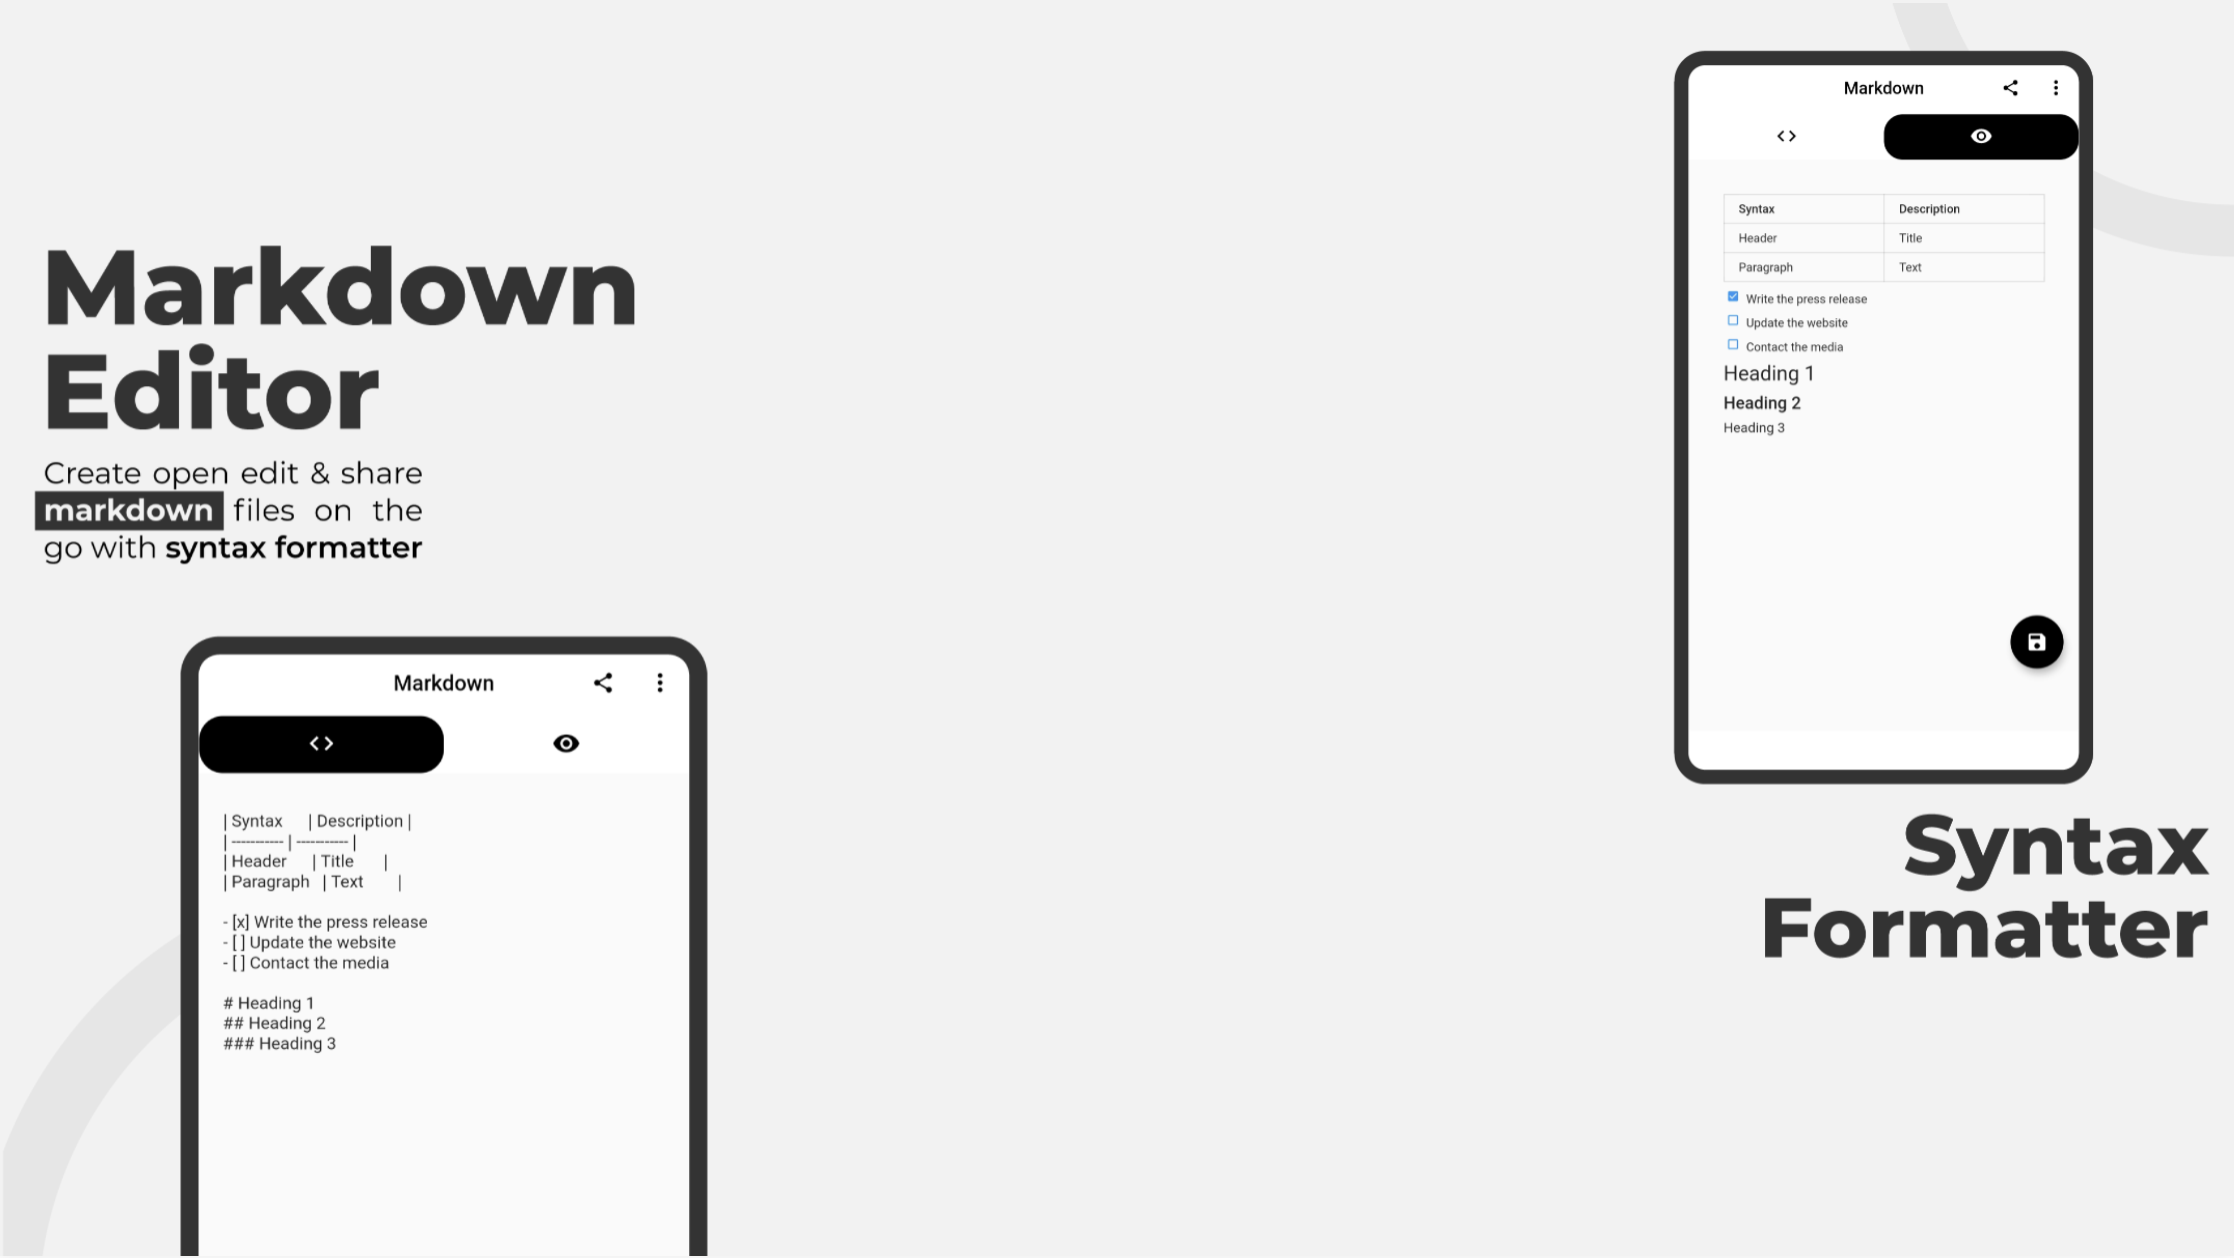 Markdown
Editor
Create open edit & share
markdown files on the
go with syntax formatter
Markdown
| Syntax | Description |
| ----------- | ----------- |
| Header | Title |
| Paragraph | Text |
- [x] Write the press release
- [ ] Update the website
- [ ] Contact the media
# Heading 1
## Heading 2
### Heading 3
Markdown
Syntax Description
Header Title
Paragraph Text
Write the press release
Update the website
Contact the media
Heading 1
Heading 2
Heading 3
Syntax
Formatter